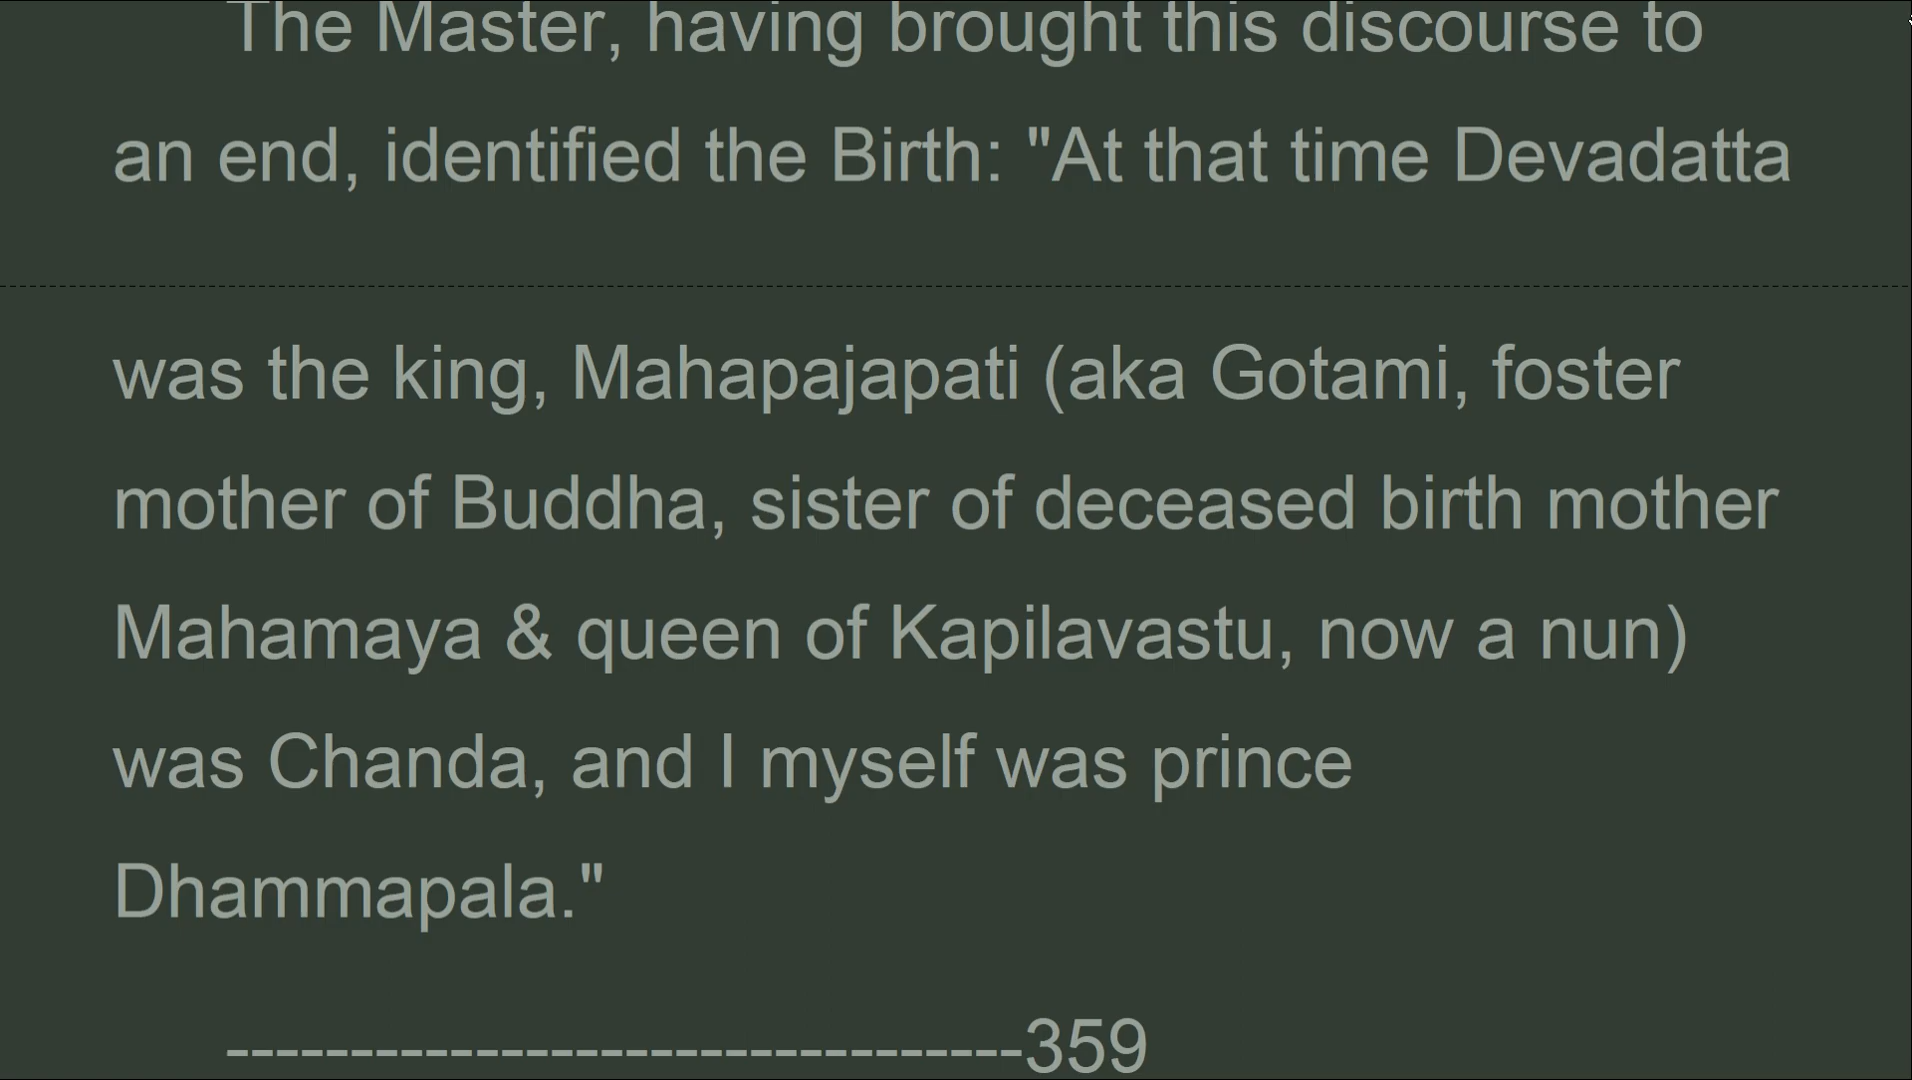 The Master, having brought this discourse to
an end, identified the Birth: "At that time Devadatta
was the king, Mahapajapati (aka Gotami, foster
mother of Buddha, sister of deceased birth mother
Mahamaya & queen of Kapilavastu, now a nun)
was Chanda, and I myself was prince
Dhammapala."
--------------------------------359